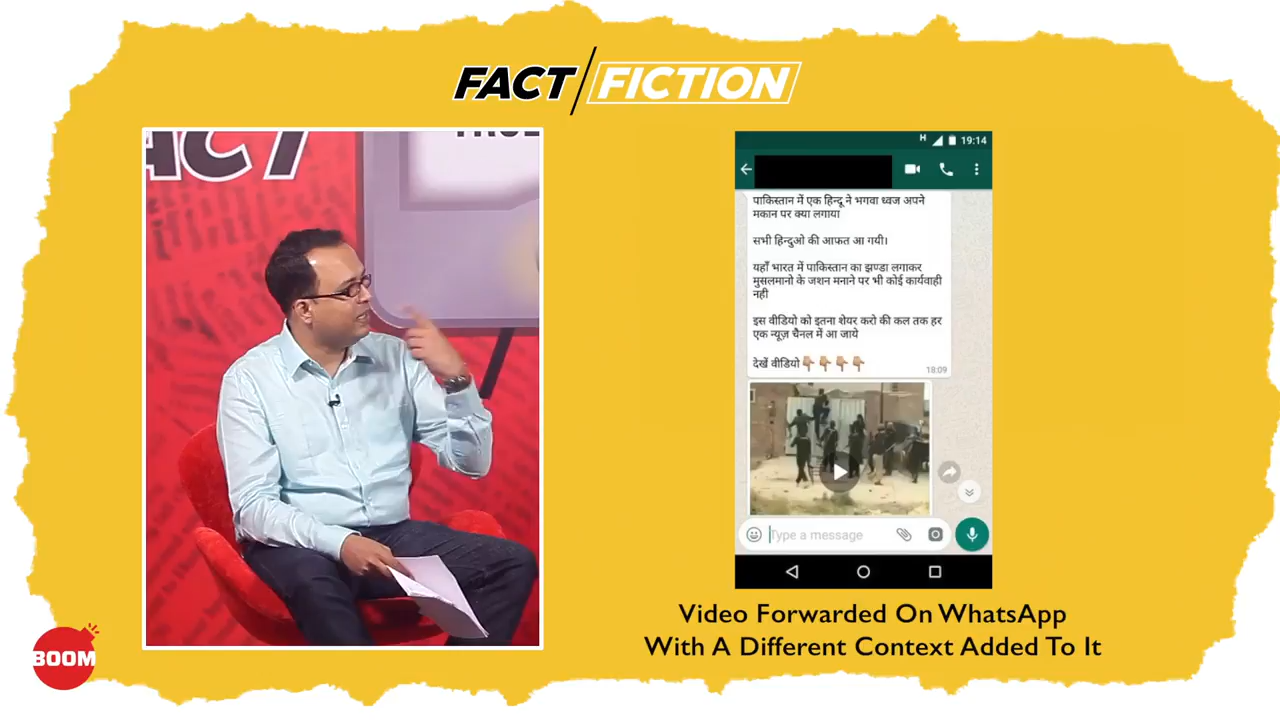 FACT/FICTION
ACT
H 19:14
पाकिस्तान में एक हिन्दू ने भगवा ध्वज अपने
मकान पर क्या लगाया
सभी हिन्दुओ की आफत आ गयी।
यहाँ भारत में पाकिस्तान का झण्डा लगाकर
मुसलमानो के जशन मनाने पर भी कोई कार्यवाही
नही
इस वीडियो को इतना शेयर करो की कल तक हर
एक न्यूज़ चैनल में आ जाये
देखें वीडियो👇🏼👇🏼👇🏼👇🏼
18:09
Type a message
Video Forwarded On WhatsApp
With A Different Context Added To It
BOOM